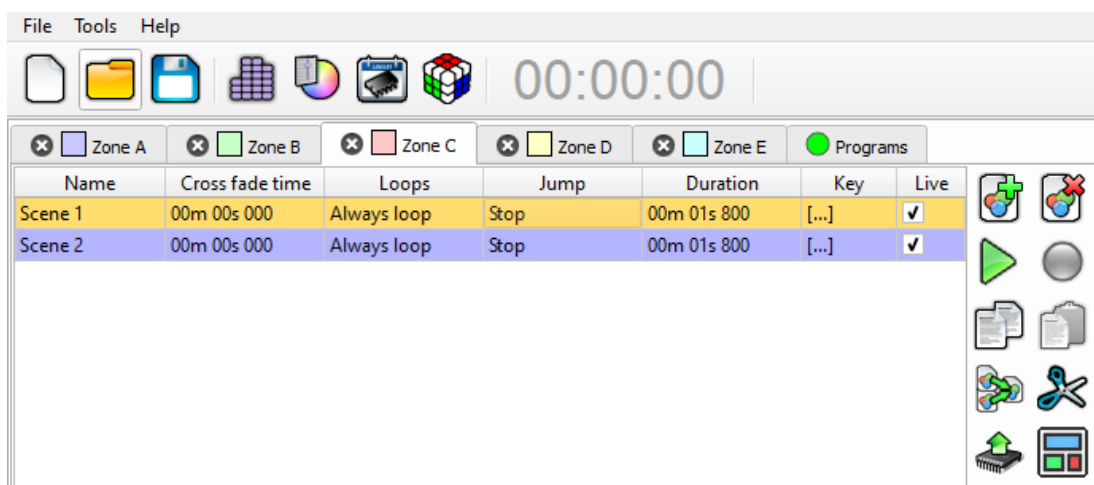 File Tools Help
00:00:00
Zone A Zone B Zone C Zone D Zone E Programs
Name Cross fade time Loops Jump Duration Key Live
Scene 1 00m 00s 000 Always loop Stop 00m 01s 800 [...]
Scene 2 00m 00s 000 Always loop Stop 00m 01s 800 [...]